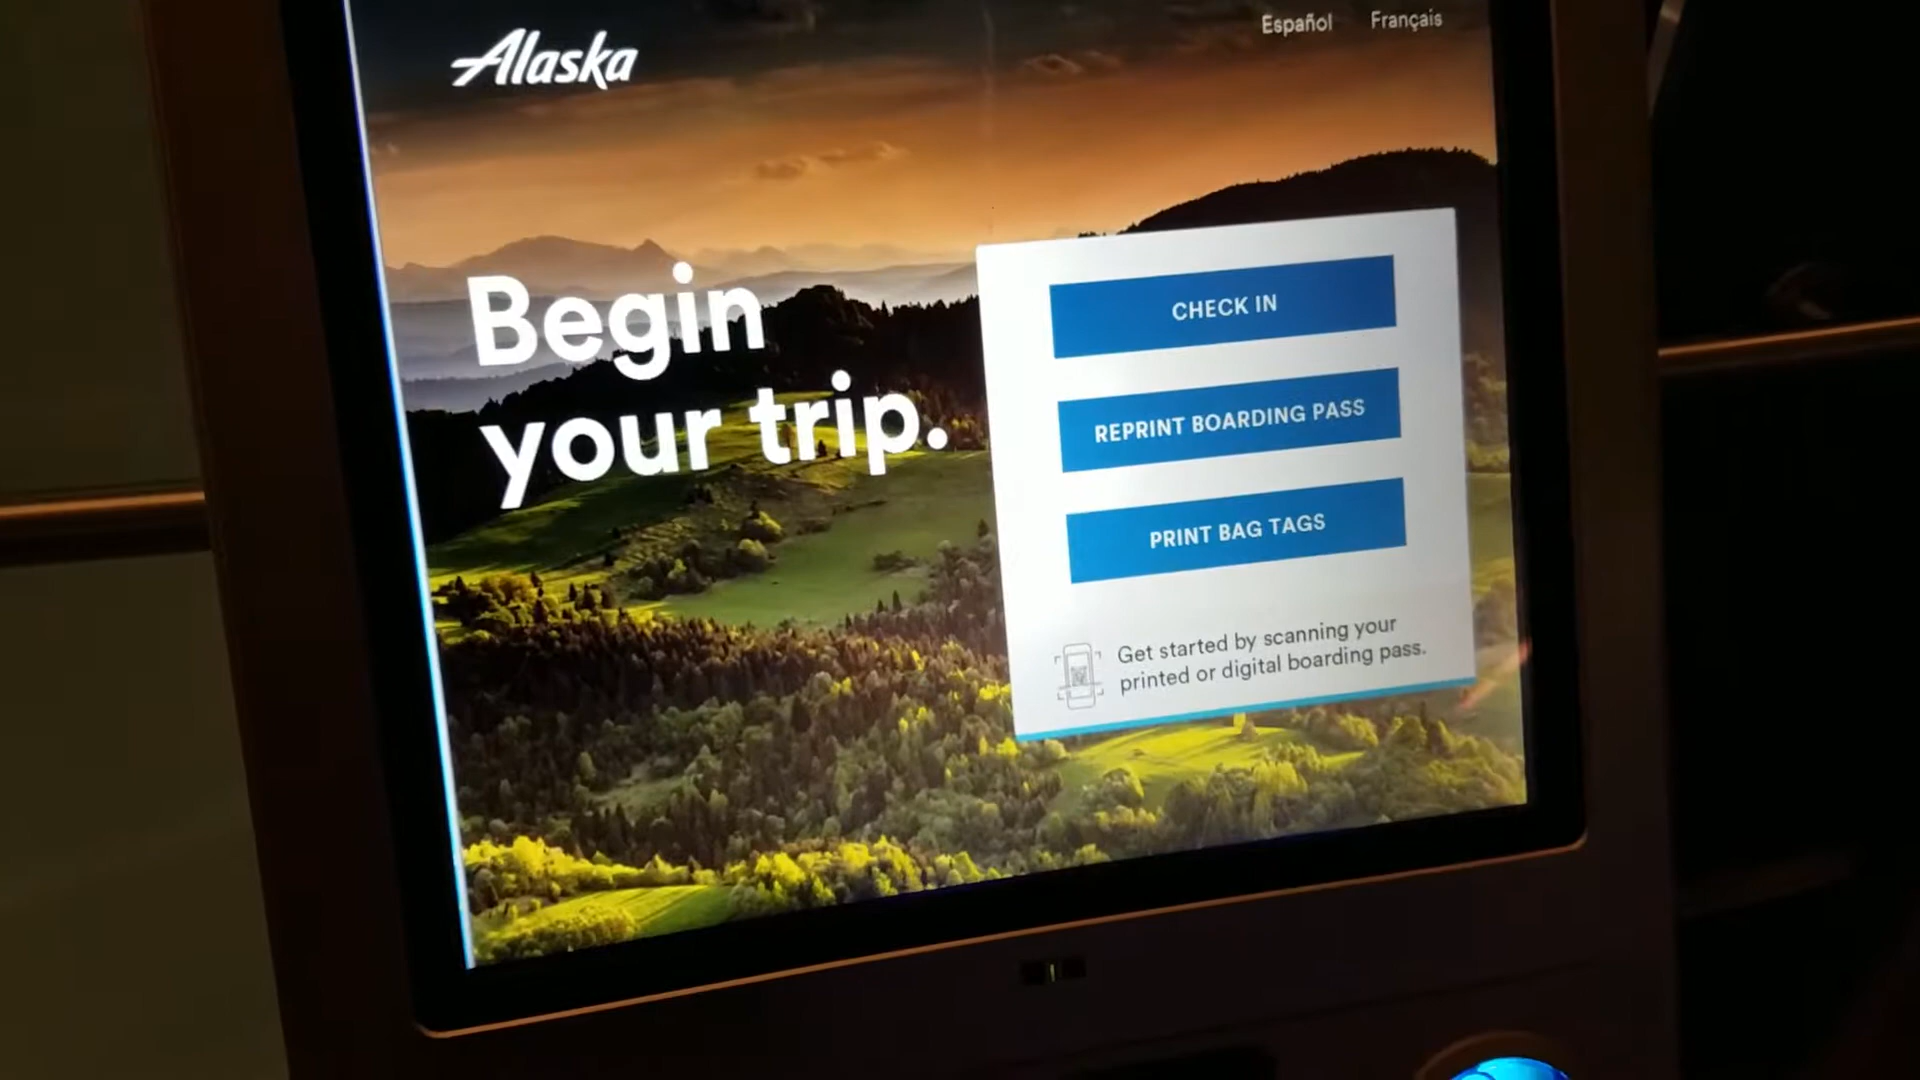 Alaska
Español Français
Begin
your trip.
CHECK IN
REPRINT BOARDING PASS
PRINT BAG TAGS
Get started by scanning your
printed or digital boarding pass.